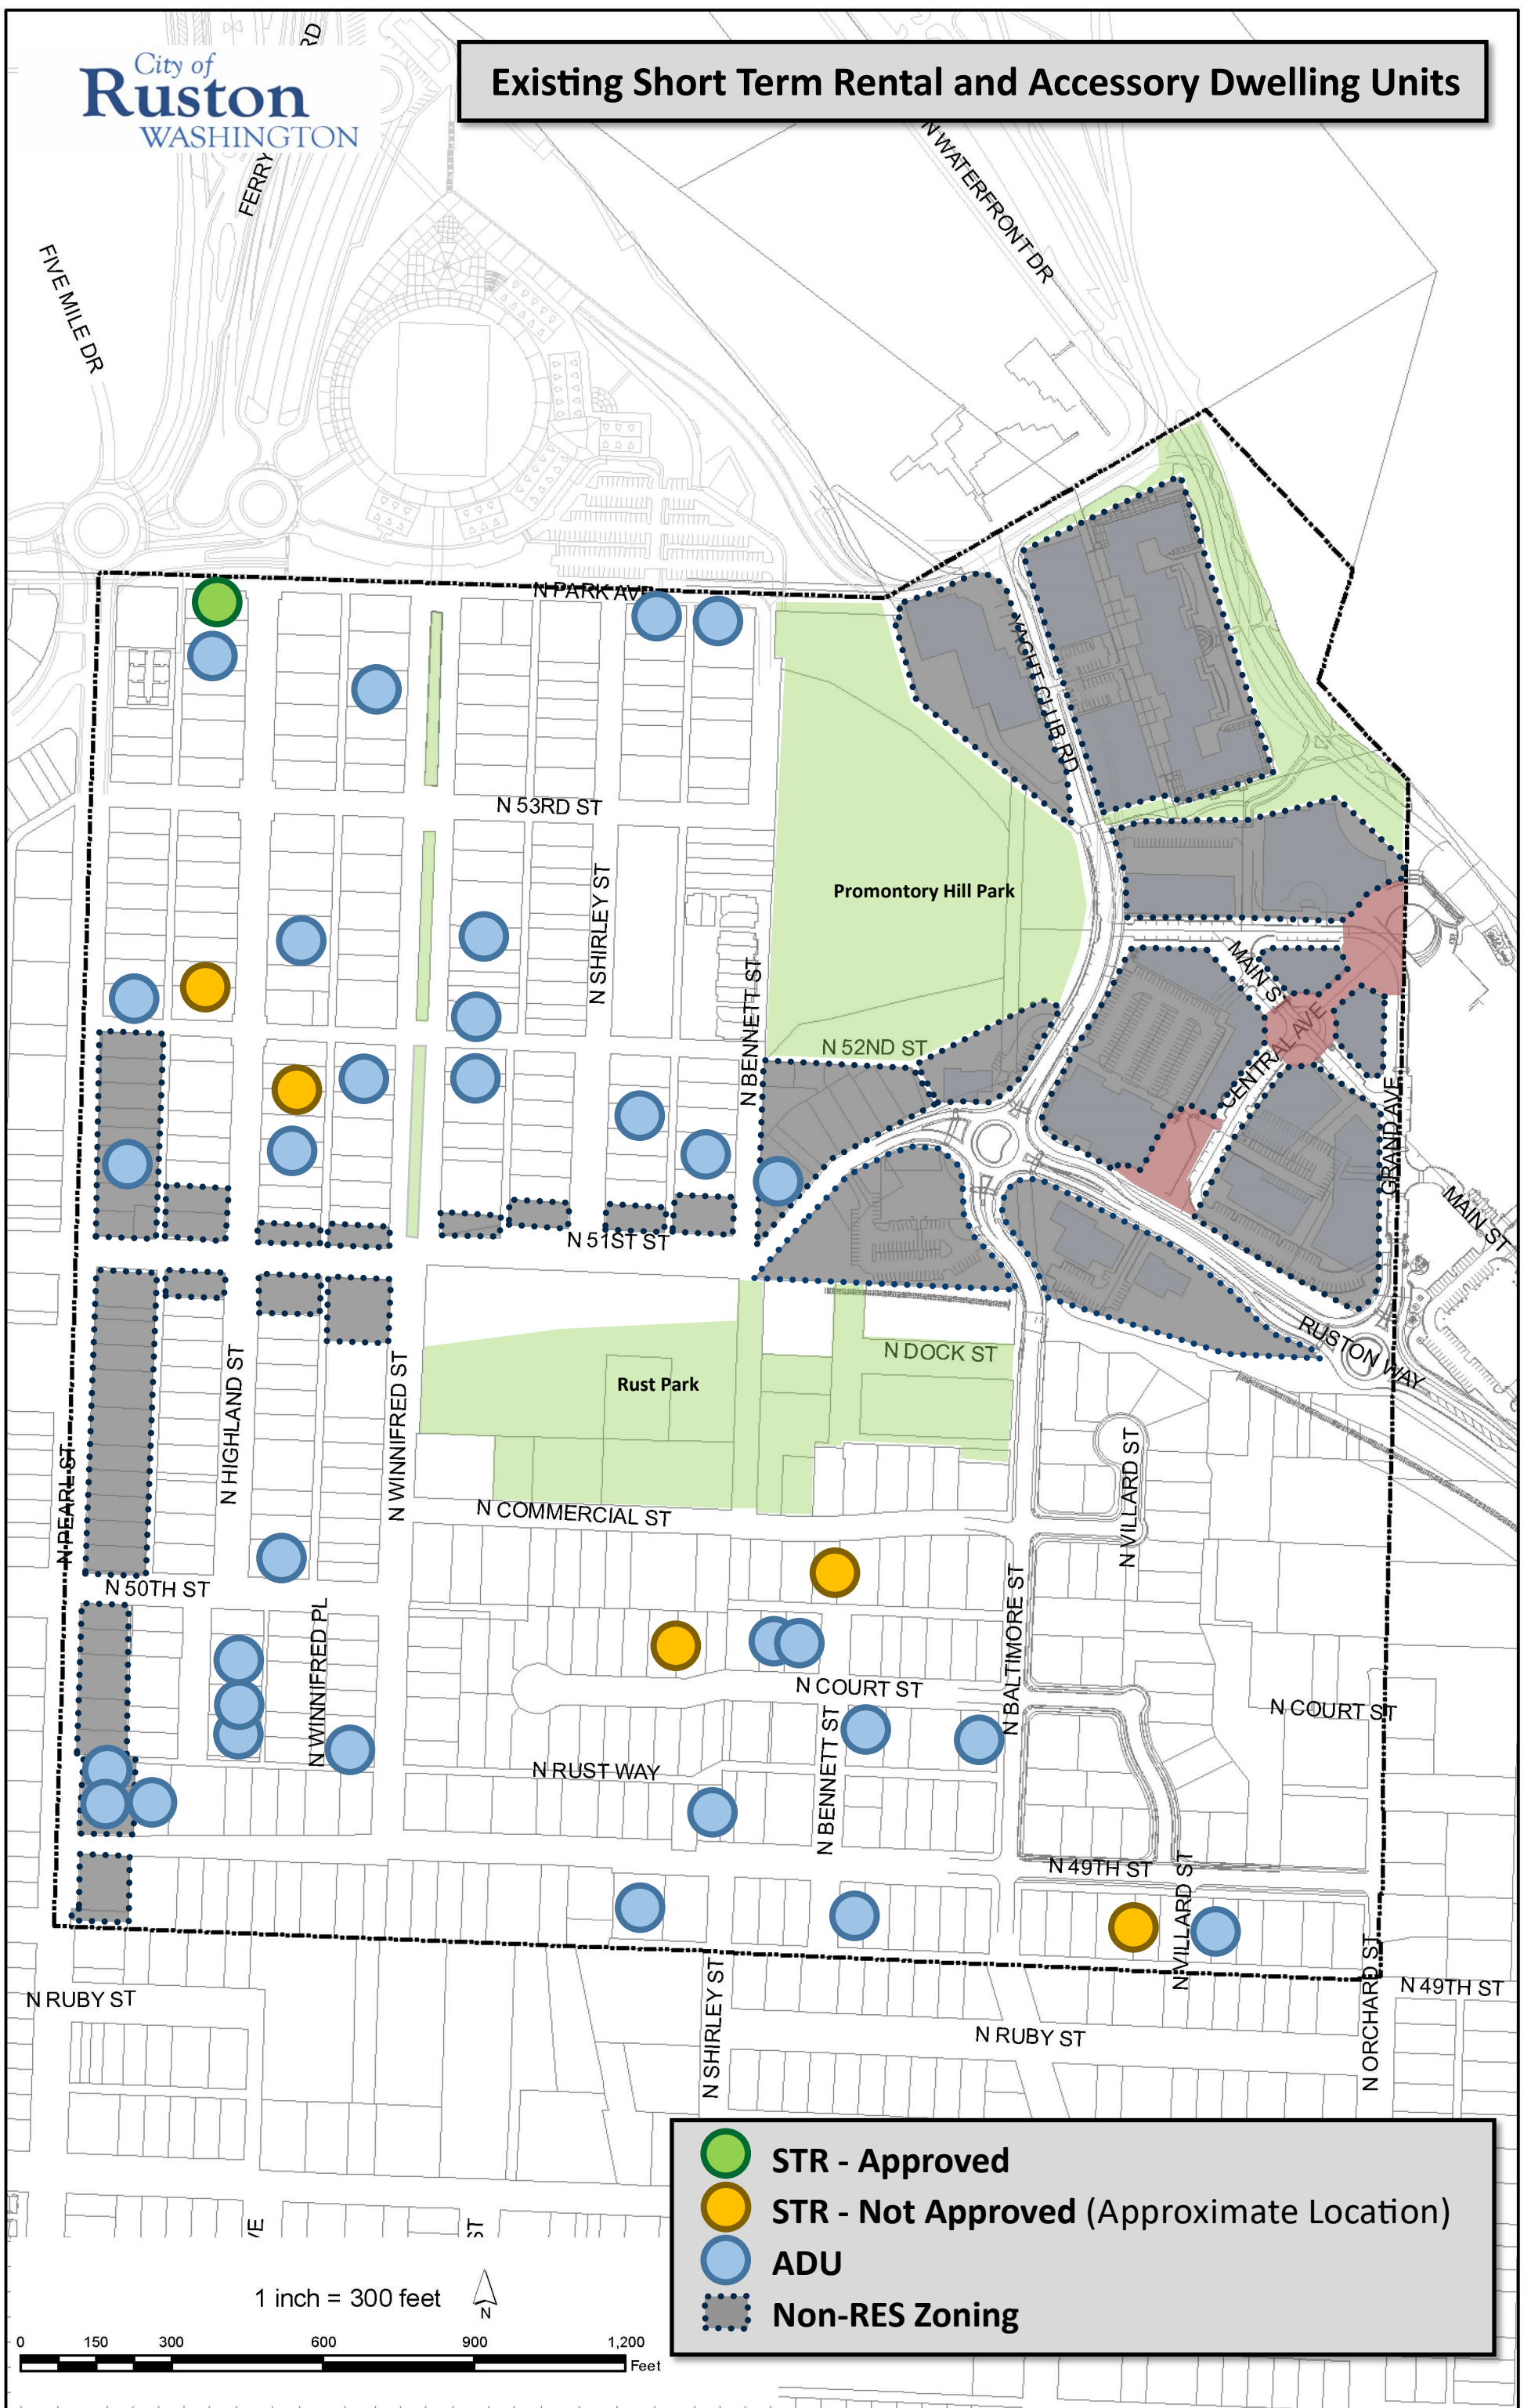 City of
Ruston
WASHINGTON
Existing Short Term Rental and Accessory Dwelling Units
RD
FERRY
FIVE MILE DR
N WATERFRONT DR
N PARK AVE
YACHT CLUB RD
N 53RD ST
N SHIRLEY ST
Promontory Hill Park
MAIN ST
N BENNETT ST
N 52ND ST
CENTRAL AVE
GRAND AVE
MAIN ST
N 51ST ST
RUSTON WAY
N DOCK ST
Rust Park
N HIGHLAND ST
N WINNIFRED ST
N PEARL ST
N VILLARD ST
N COMMERCIAL ST
N 50TH ST
N WINNIFRED PL
N BALTIMORE ST
N COURT ST
N COURT ST
N BENNETT ST
N RUST WAY
N 49TH ST
N VILLARD ST
N RUBY ST
N SHIRLEY ST
N RUBY ST
N ORCHARD ST
N 49TH ST
VE
ST
STR - Approved
STR - Not Approved (Approximate Location)
ADU
Non-RES Zoning
1 inch = 300 feet
N
0 150 300 600 900 1,200
Feet